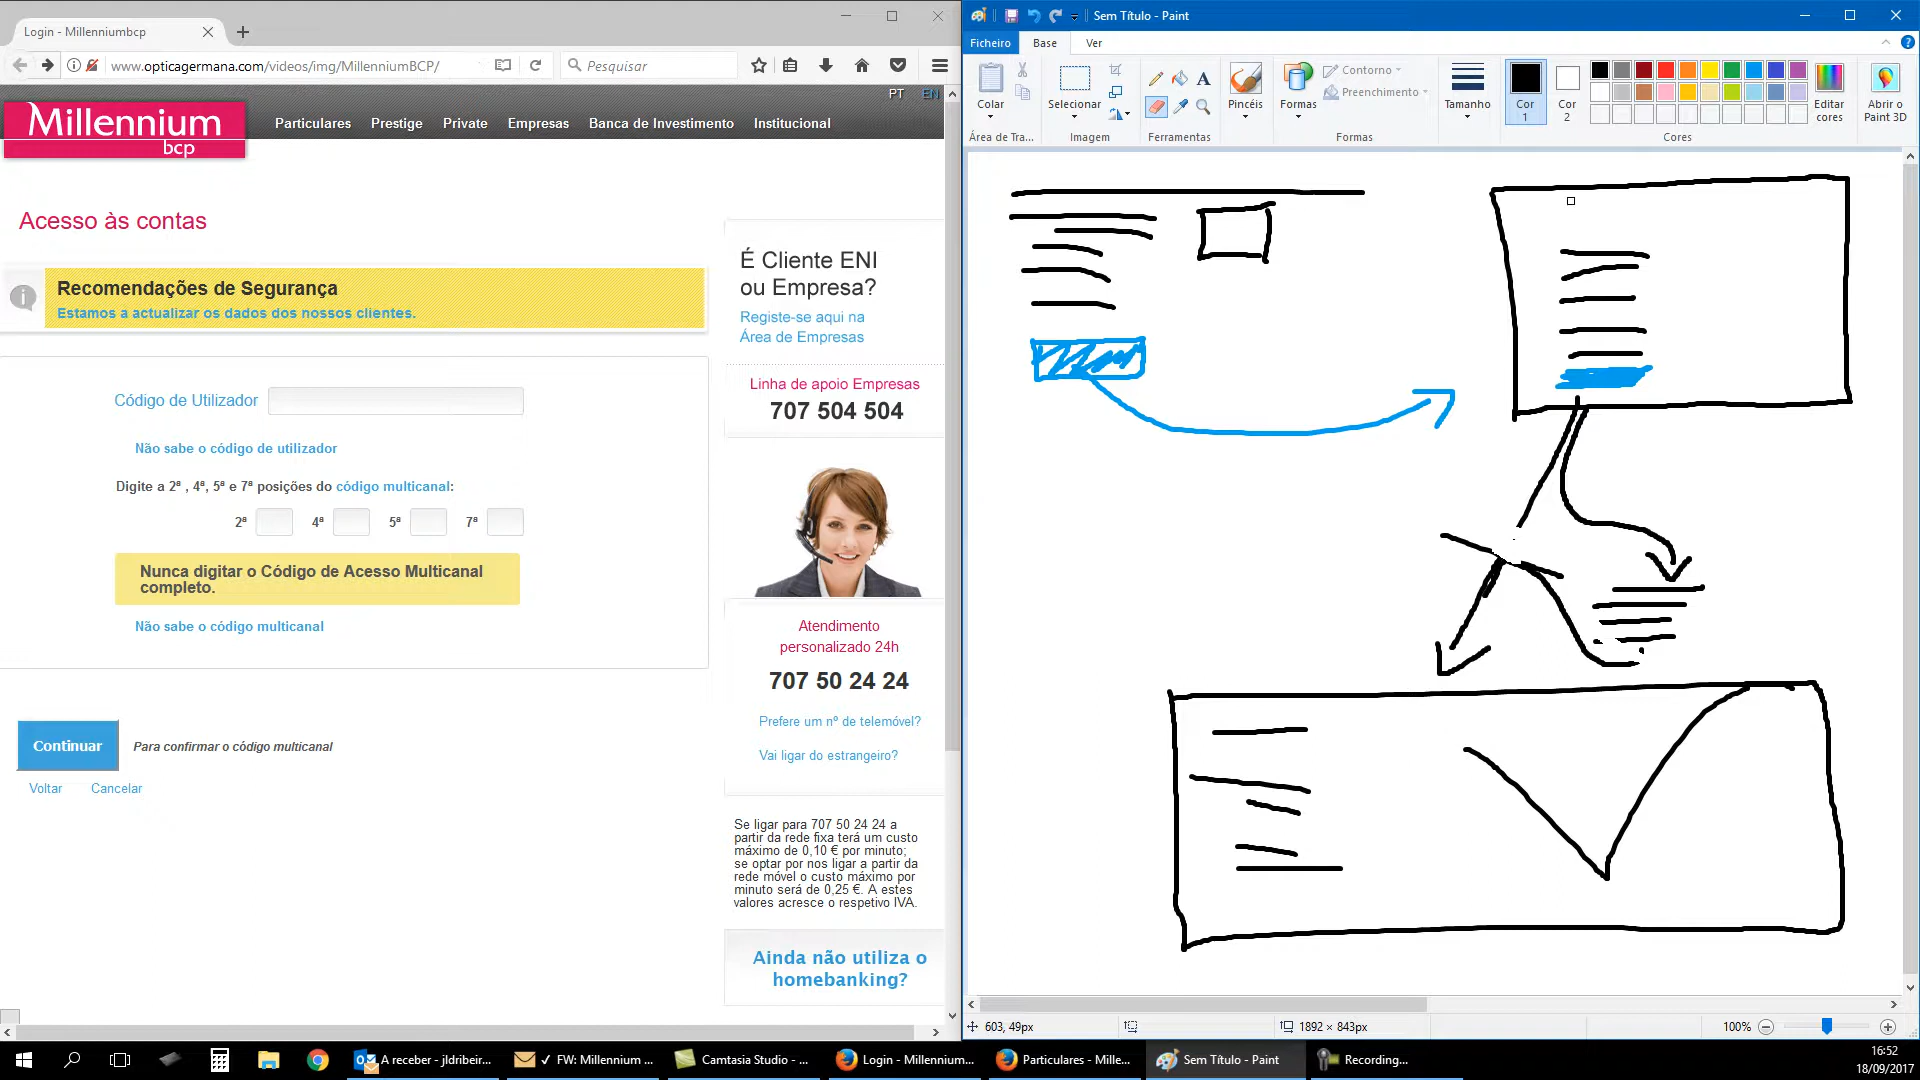 Login - Millenniumbcp
www.opticagermana.com/videos/img/MillenniumBCP/
Pesquisar
PT EN
Millennium
bcp
Particulares Prestige Private Empresas Banca de Investimento Institucional
Acesso às contas
Recomendações de Segurança
Estamos a actualizar os dados dos nossos clientes.
Código de Utilizador
Não sabe o código de utilizador
Digite a 2ª , 4ª, 5ª e 7ª posições do código multicanal:
2ª 4ª 5ª 7ª
Nunca digitar o Código de Acesso Multicanal
completo.
Não sabe o código multicanal
Continuar
Para confirmar o código multicanal
Voltar Cancelar
É Cliente ENI
ou Empresa?
Registe-se aqui na
Área de Empresas
Linha de apoio Empresas
707 504 504
Atendimento
personalizado 24h
707 50 24 24
Prefere um nº de telemóvel?
Vai ligar do estrangeiro?
Se ligar para 707 50 24 24 a
partir da rede fixa terá um custo
máximo de 0,10 € por minuto;
se optar por nos ligar a partir da
rede móvel o custo máximo por
minuto será de 0,25 €. A estes
valores acresce o respetivo IVA.
Ainda não utiliza o
homebanking?
Sem Título - Paint
Ficheiro Base Ver
Colar
Selecionar
A
Pincéis
Formas
Contorno
Preenchimento
Tamanho
Cor
1
Cor
2
Editar
cores
Abrir o
Paint 3D
Área de Tra...
Imagem
Ferramentas
Formas
Cores
603, 49px
1892 × 843px
100%
A receber - jldribeir...
✓ FW: Millennium ...
Camtasia Studio - ...
Login - Millennium...
Particulares - Mille...
Sem Título - Paint
Recording...
16:52
18/09/2017